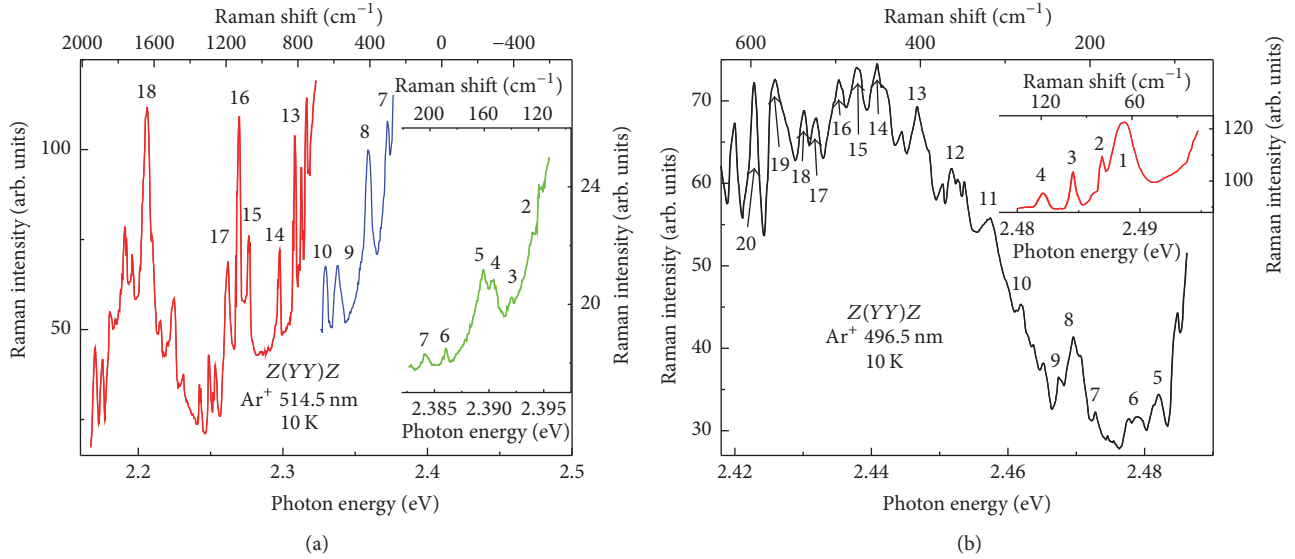 Raman shift (cm⁻¹)
2000 1600 1200 800 400 0 −400
Raman intensity (arb. units)
100
50
18
16
17
15
14
13
10
9
8
7
Z(YY)Z
Ar⁺ 514.5 nm
10 K
Raman shift (cm⁻¹)
200 160 120
7
6
5
4
3
2
24
20
Raman intensity (arb. units)
2.385 2.390 2.395
Photon energy (eV)
2.2 2.3 2.4 2.5
Photon energy (eV)
(a)
Raman shift (cm⁻¹)
600 500 400 300 200
Raman intensity (arb. units)
70
60
50
40
30
20
19
18
17
16
15
14
13
12
11
10
9
8
7
6
5
Z(YY)Z
Ar⁺ 496.5 nm
10 K
Raman shift (cm⁻¹)
120 60
4
3
2
1
120
100
Raman intensity (arb. units)
2.48 2.49
Photon energy (eV)
2.42 2.44 2.46 2.48
Photon energy (eV)
(b)